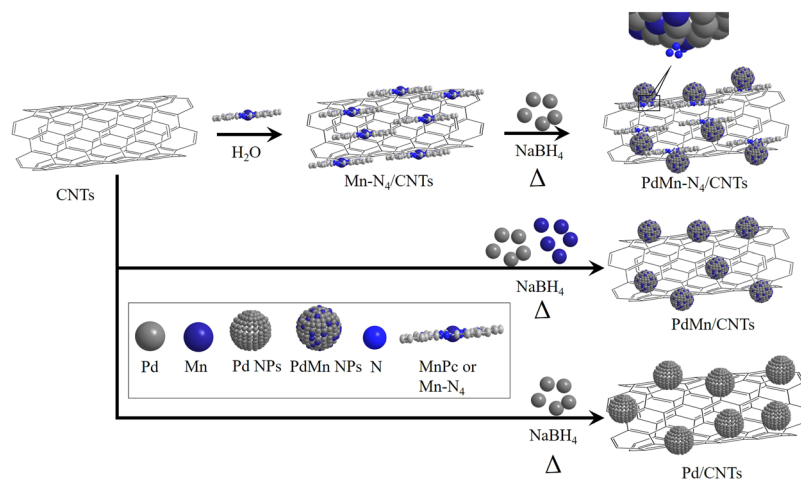 CNTs
H₂O
Mn-N₄/CNTs
NaBH₄
Δ
PdMn-N₄/CNTs
NaBH₄
Δ
PdMn/CNTs
Pd
Mn
Pd NPs
PdMn NPs
N
MnPc or
Mn-N₄
NaBH₄
Δ
Pd/CNTs